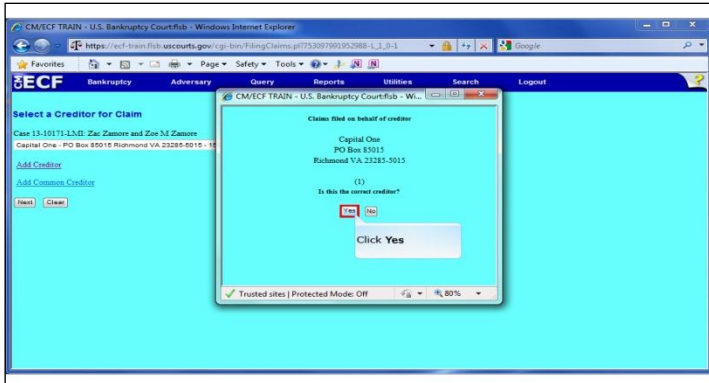 CM/ECF TRAIN - U.S. Bankruptcy Court:flsb - Windows Internet Explorer
https://ecf-train.flsb.uscourts.gov/cgi-bin/FilingClaims.pl?753097991952988-L_1_0-1
Google
Favorites
Page Safety Tools
ECF Bankruptcy Adversary Query Reports Utilities Search Logout
CM/ECF TRAIN - U.S. Bankruptcy Court:flsb - Wi...
Select a Creditor for Claim
Case 13-10171-LMI: Zac Zamore and Zoe M Zamore
Capital One - PO Box 85015 Richmond VA 23285-5015 - 15
Add Creditor
Add Common Creditor
Next Clear
Claims filed on behalf of creditor
Capital One
PO Box 85015
Richmond VA 23285-5015
(1)
Is this the correct creditor?
Yes No
Click Yes
Trusted sites | Protected Mode: Off
80%